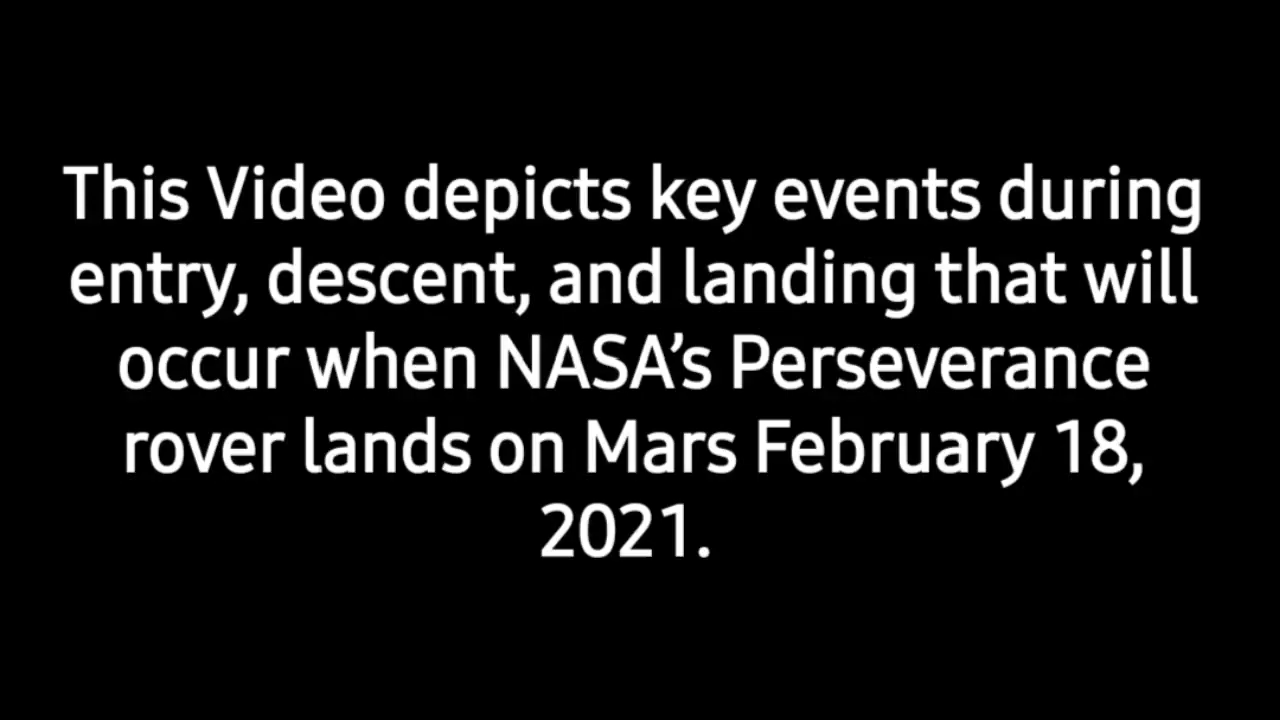 This Video depicts key events during
entry, descent, and landing that will
occur when NASA’s Perseverance
rover lands on Mars February 18,
2021.